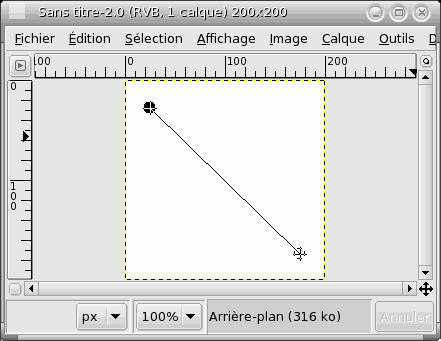 Sans titre-2.0 (RVB, 1 calque) 200x200
Fichier Édition Sélection Affichage Image Calque Outils D
00 0 100 200
0
100
px 100% Arrière-plan (316 ko) Annuler